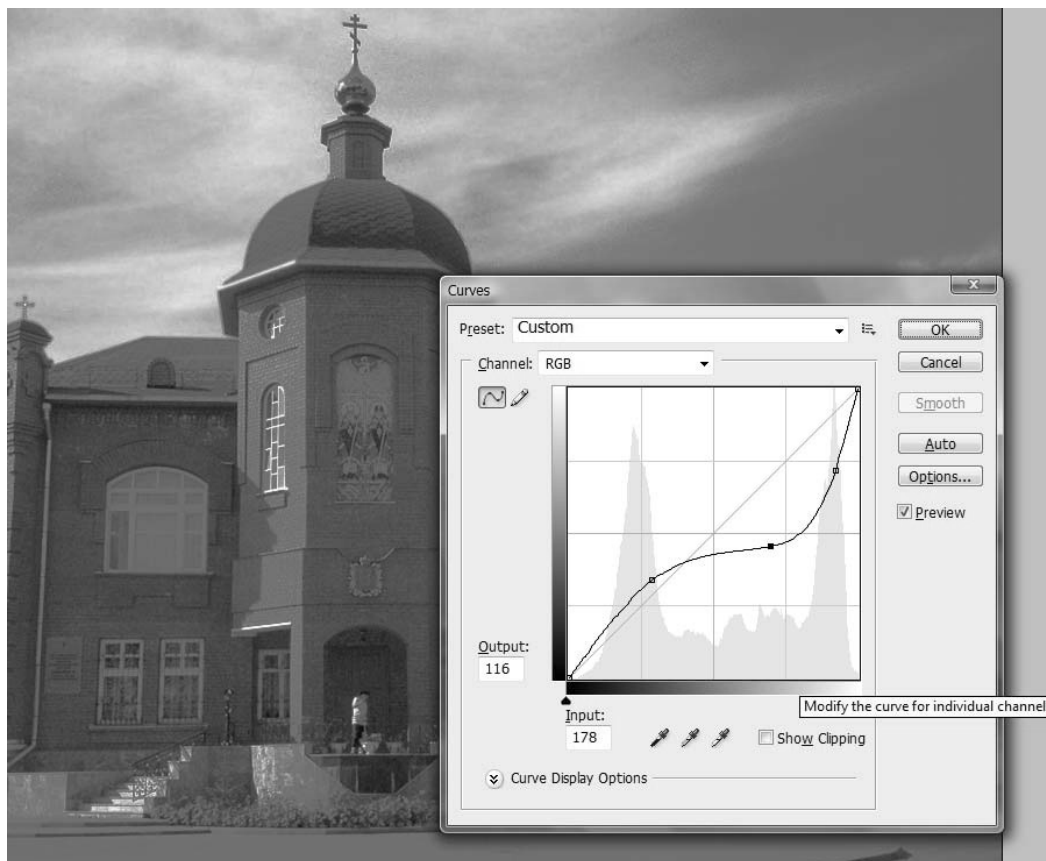 Curves
Preset: Custom
OK
Channel: RGB
Cancel
Smooth
Auto
Options...
Preview
Output:
116
Modify the curve for individual channel
Input:
178
Show Clipping
Curve Display Options